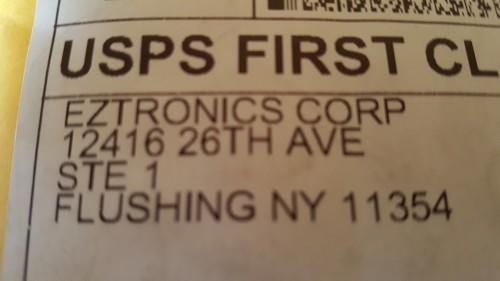 USPS FIRST CL
EZTRONICS CORP
12416 26TH AVE
STE 1
FLUSHING NY 11354